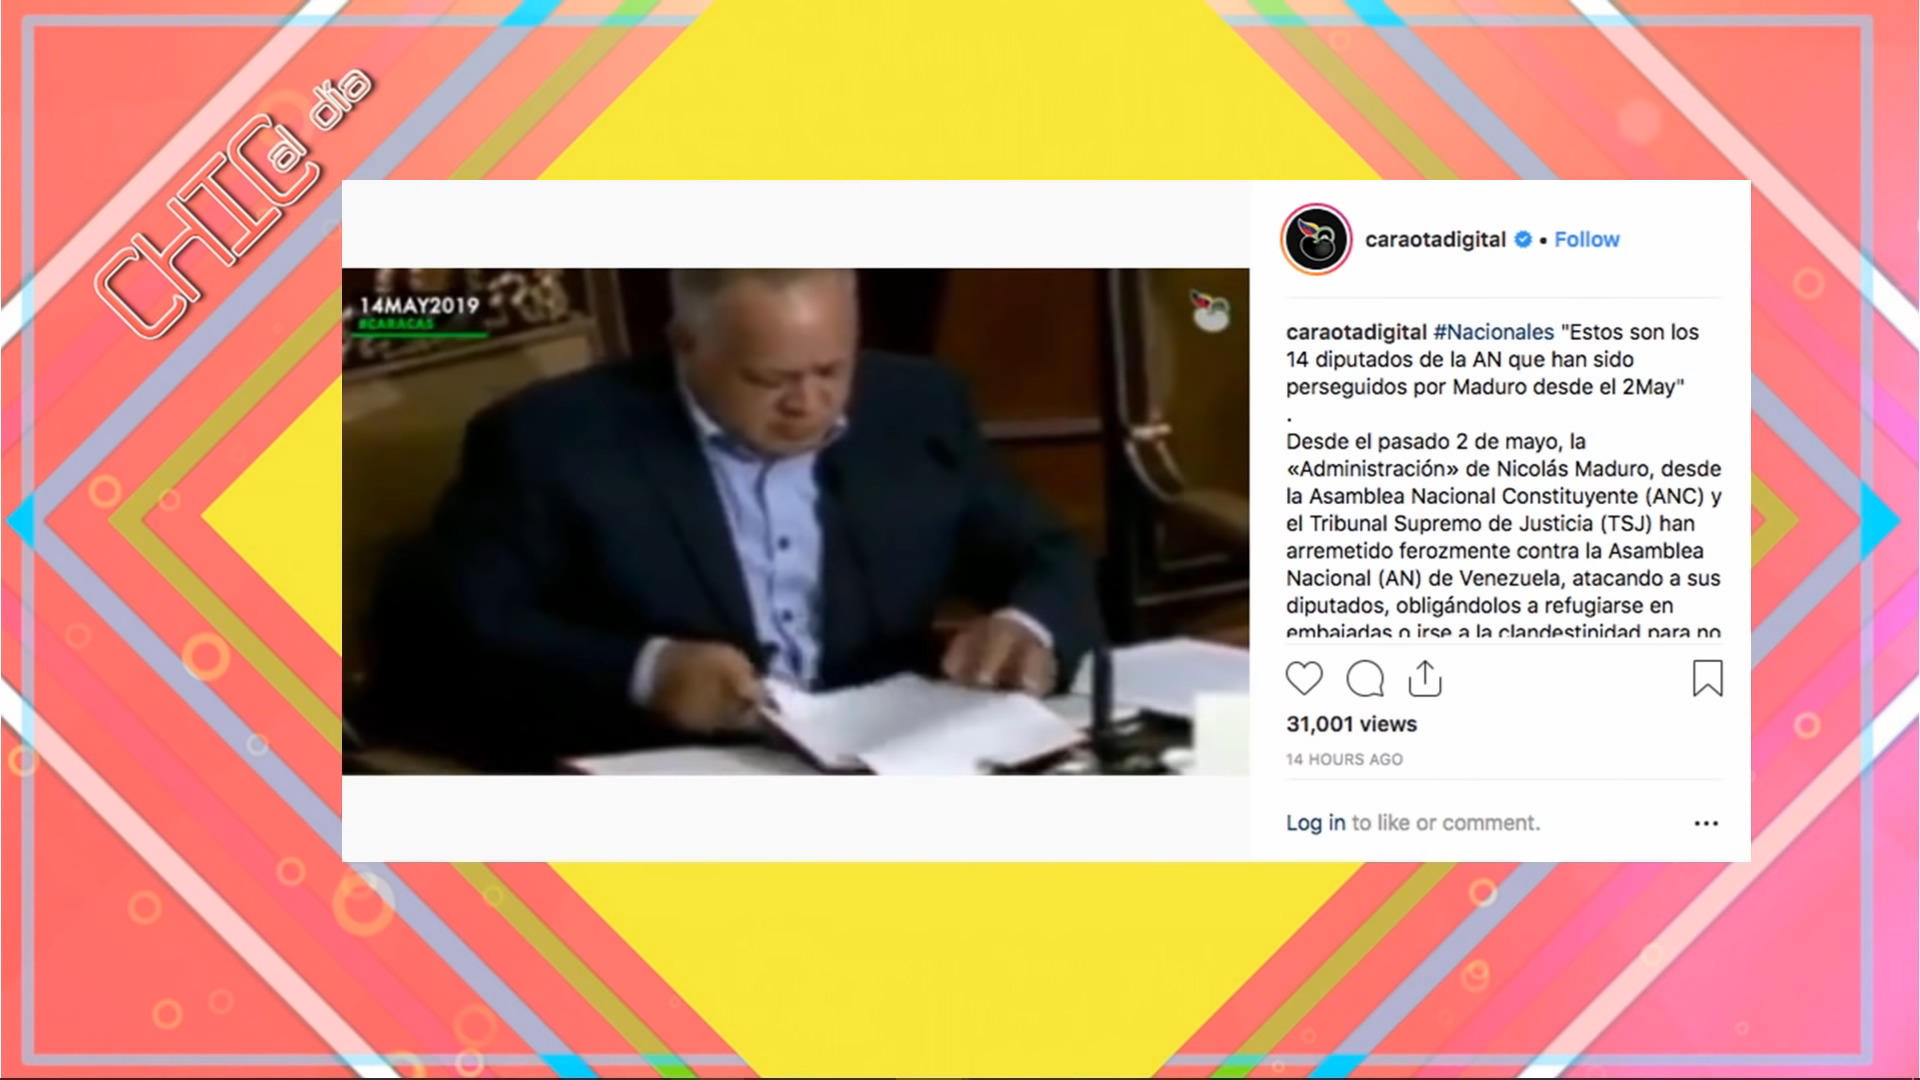 CHIC
al día
14MAY2019
#CARACAS
caraotadigital • Follow
caraotadigital #Nacionales "Estos son los
14 diputados de la AN que han sido
perseguidos por Maduro desde el 2May"
.
Desde el pasado 2 de mayo, la
«Administración» de Nicolás Maduro, desde
la Asamblea Nacional Constituyente (ANC) y
el Tribunal Supremo de Justicia (TSJ) han
arremetido ferozmente contra la Asamblea
Nacional (AN) de Venezuela, atacando a sus
diputados, obligándolos a refugiarse en
embajadas o irse a la clandestinidad para no
31,001 views
14 HOURS AGO
Log in to like or comment.